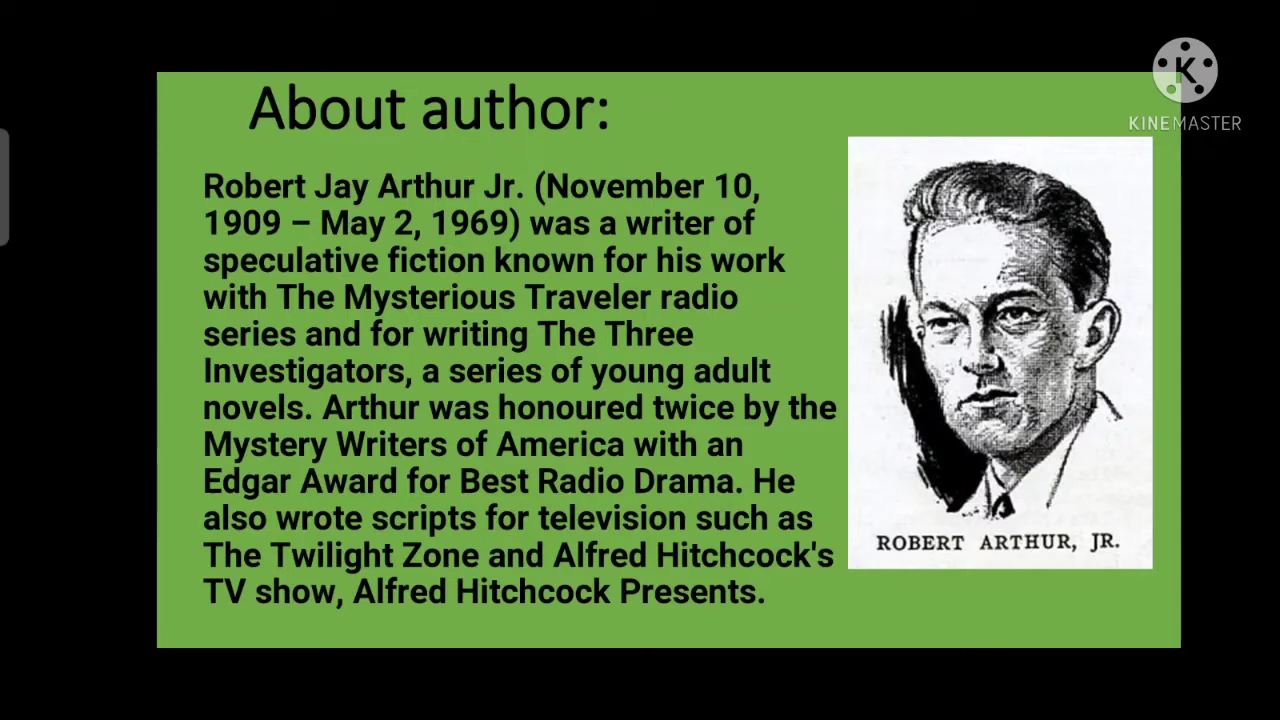 About author:
Robert Jay Arthur Jr. (November 10,
1909 – May 2, 1969) was a writer of
speculative fiction known for his work
with The Mysterious Traveler radio
series and for writing The Three
Investigators, a series of young adult
novels. Arthur was honoured twice by the
Mystery Writers of America with an
Edgar Award for Best Radio Drama. He
also wrote scripts for television such as
The Twilight Zone and Alfred Hitchcock's
TV show, Alfred Hitchcock Presents.
ROBERT ARTHUR, JR.
K
KINEMASTER